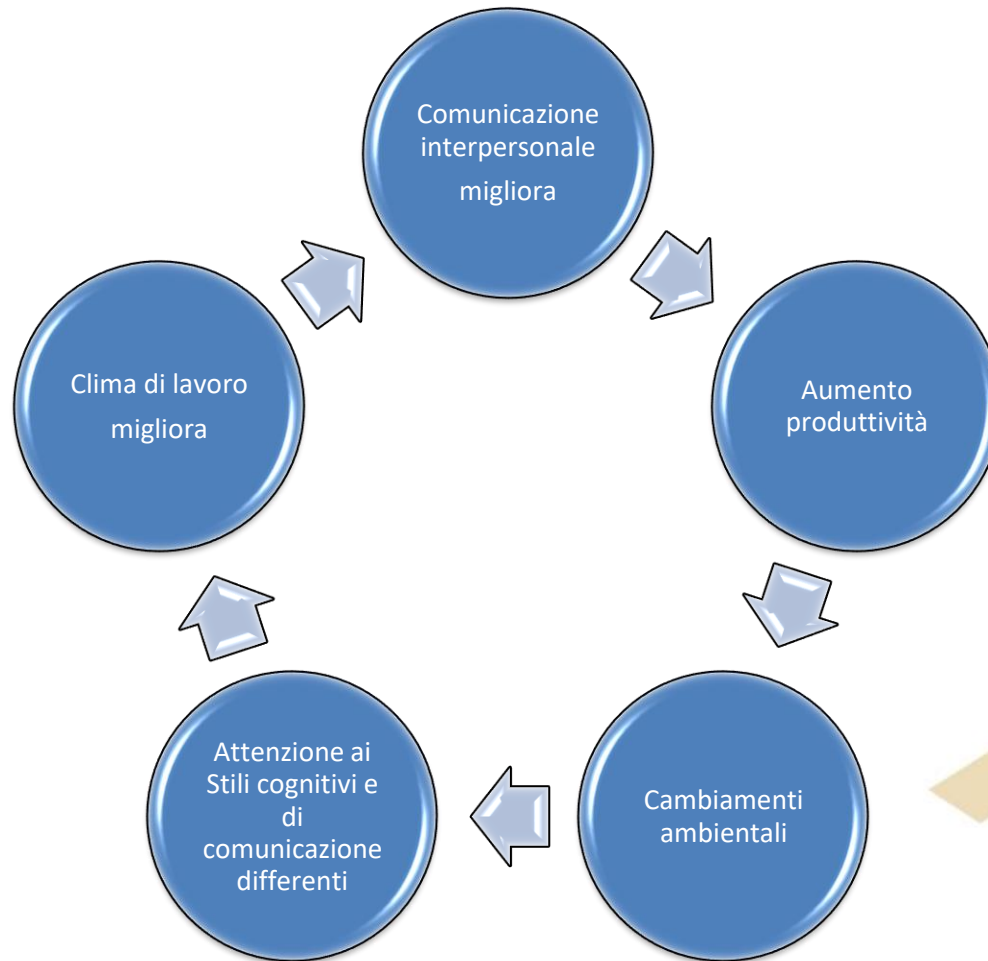 Comunicazione
interpersonale
migliora
Aumento
produttività
Cambiamenti
ambientali
Attenzione ai
Stili cognitivi e
di
comunicazione
differenti
Clima di lavoro
migliora